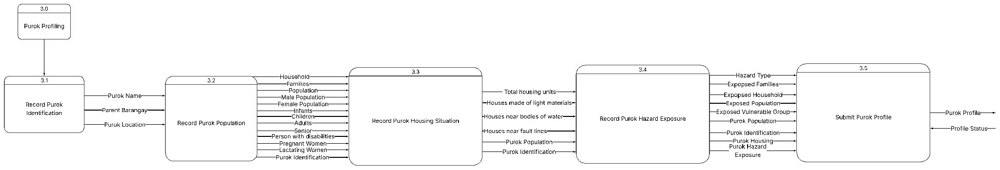 3.0
Purok Profiling
3.1
Record Purok
Identification
Purok Name
Parent Barangay
Purok Location
3.2
Record Purok Population
Household
Families
Population
Male Population
Female Population
Infants
Children
Adults
Senior
Person with disabilities
Pregnant Women
Lactating Women
Purok Identification
3.3
Record Purok Housing Situation
Total housing units
Houses made of light materials
Houses near bodies of water
Houses near fault lines
Purok Population
Purok Identification
3.4
Record Purok Hazard Exposure
Hazard Type
Expopsed Families
Expopsed Household
Exposed Population
Exposed Vulnerable Group
Purok Population
Purok Identification
Purok Housing
Purok Hazard
Exposure
3.5
Submit Purok Profile
Purok Profile
Profile Status